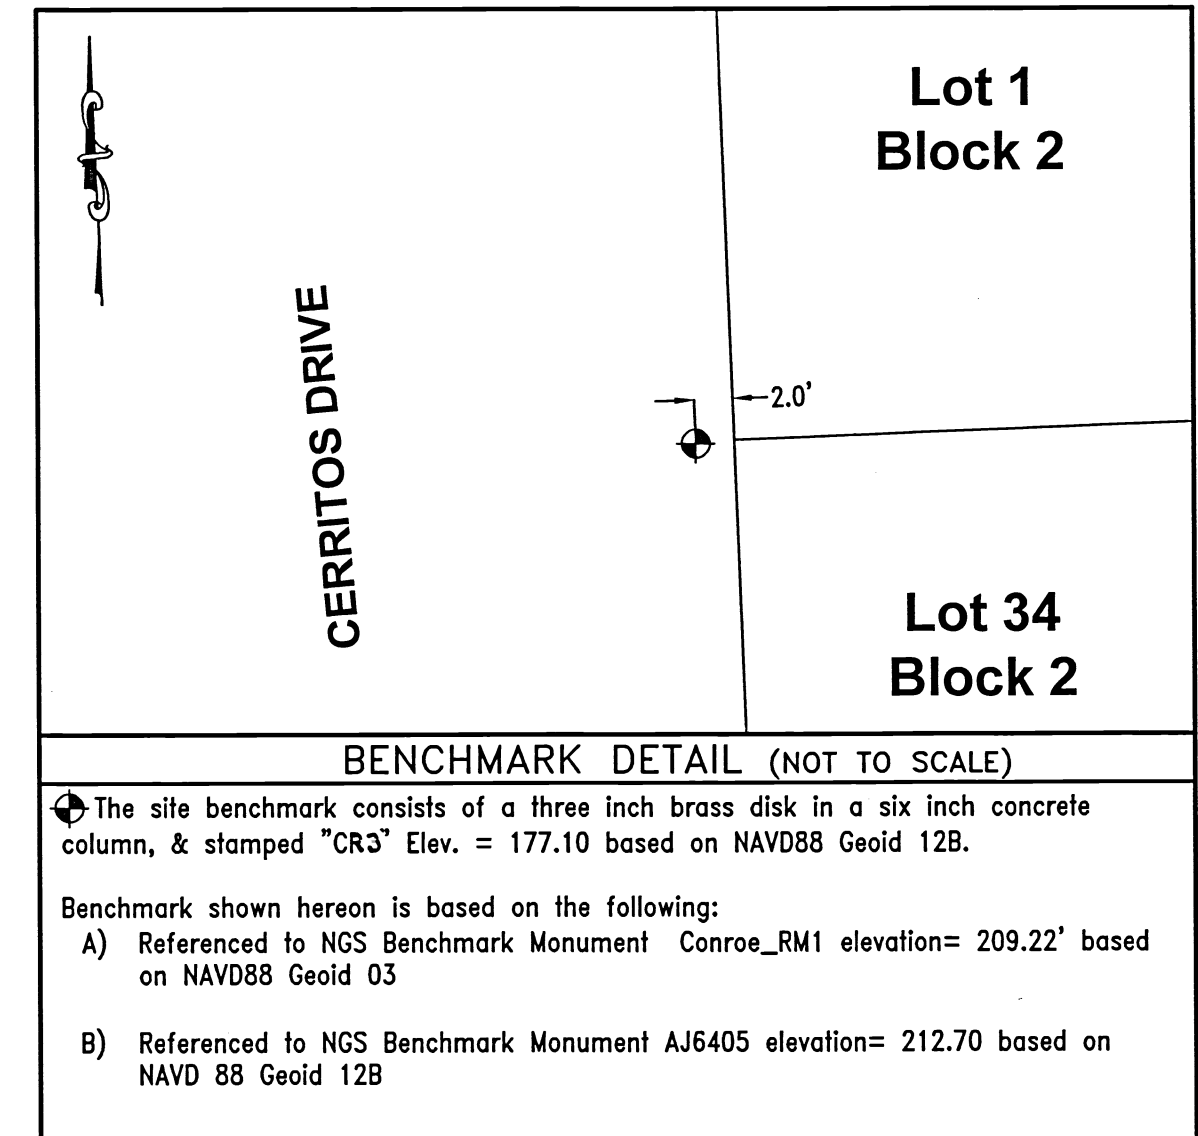 Lot 1
Block 2
CERRITOS DRIVE
2.0'
Lot 34
Block 2
BENCHMARK DETAIL (NOT TO SCALE)
The site benchmark consists of a three inch brass disk in a six inch concrete
column, & stamped "CR3" Elev. = 177.10 based on NAVD88 Geoid 12B.
Benchmark shown hereon is based on the following:
A) Referenced to NGS Benchmark Monument Conroe_RM1 elevation= 209.22' based
on NAVD88 Geoid 03
B) Referenced to NGS Benchmark Monument AJ6405 elevation= 212.70 based on
NAVD 88 Geoid 12B